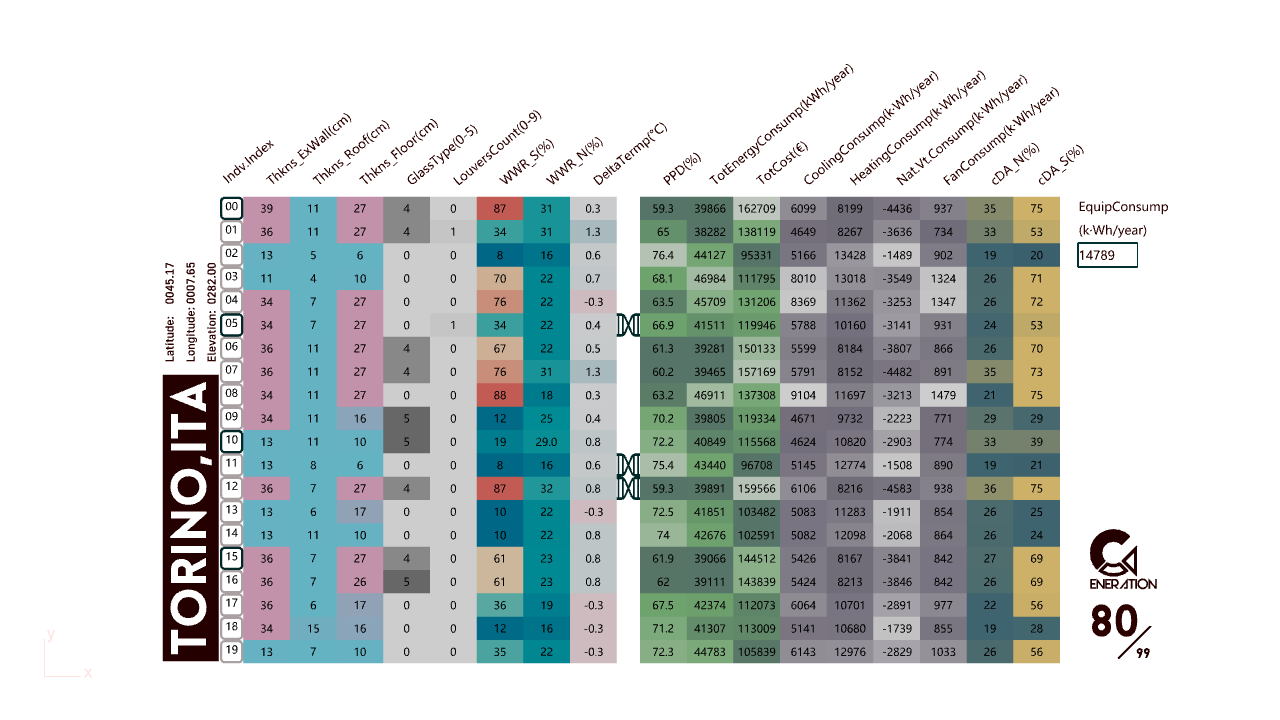 Indv.Index Thkns_ExWall(cm) Thkns_Roof(cm) Thkns_Floor(cm) GlassType(0-5) LouversCount(0-9) WWR_S(%) WWR_N(%) DeltaTermp(°C) PPD(%) TotEnergyConsump(kWh/year) TotCost(€) CoolingConsump(k·Wh/year) HeatingConsump(k·Wh/year) Nat.Vt.Consump(k·Wh/year) FanConsump(k·Wh/year) cDA_N(%) cDA_S(%)
00 39 11 27 4 0 87 31 0.3 59.3 39866 162709 6099 8199 -4436 937 35 75
01 36 11 27 4 1 34 31 1.3 65 38282 138119 4649 8267 -3636 734 33 53
02 13 5 6 0 0 8 16 0.6 76.4 44127 95331 5166 13428 -1489 902 19 20
03 11 4 10 0 0 70 22 0.7 68.1 46984 111795 8010 13018 -3549 1324 26 71
04 34 7 27 0 0 76 22 -0.3 63.5 45709 131206 8369 11362 -3253 1347 26 72
05 34 7 27 0 1 34 22 0.4 66.9 41511 119946 5788 10160 -3141 931 24 53
06 36 11 27 4 0 67 22 0.5 61.3 39281 150133 5599 8184 -3807 866 26 70
07 36 11 27 4 0 76 31 1.3 60.2 39465 157169 5791 8152 -4482 891 35 73
08 34 11 27 0 0 88 18 0.3 63.2 46911 137308 9104 11697 -3213 1479 21 75
09 34 11 16 5 0 12 25 0.4 70.2 39805 119334 4671 9732 -2223 771 29 29
10 13 11 10 5 0 19 29.0 0.8 72.2 40849 115568 4624 10820 -2903 774 33 39
11 13 8 6 0 0 8 16 0.6 75.4 43440 96708 5145 12774 -1508 890 19 21
12 36 7 27 4 0 87 32 0.8 59.3 39891 159566 6106 8216 -4583 938 36 75
13 13 6 17 0 0 10 22 -0.3 72.5 41851 103482 5083 11283 -1911 854 26 25
14 13 11 10 0 0 10 22 0.8 74 42676 102591 5082 12098 -2068 864 26 24
15 36 7 27 4 0 61 23 0.8 61.9 39066 144512 5426 8167 -3841 842 27 69
16 36 7 26 5 0 61 23 0.8 62 39111 143839 5424 8213 -3846 842 26 69
17 36 6 17 0 0 36 19 -0.3 67.5 42374 112073 6064 10701 -2891 977 22 56
18 34 15 16 0 0 12 16 -0.3 71.2 41307 113009 5141 10680 -1739 855 19 28
19 13 7 10 0 0 35 22 -0.3 72.3 44783 105839 6143 12976 -2829 1033 26 56
EquipConsump
(k·Wh/year)
14789
Latitude: 0045.17
Longitude: 0007.65
Elevation: 0282.00
TORINO,ITA
ENERATION
80/99
y
x